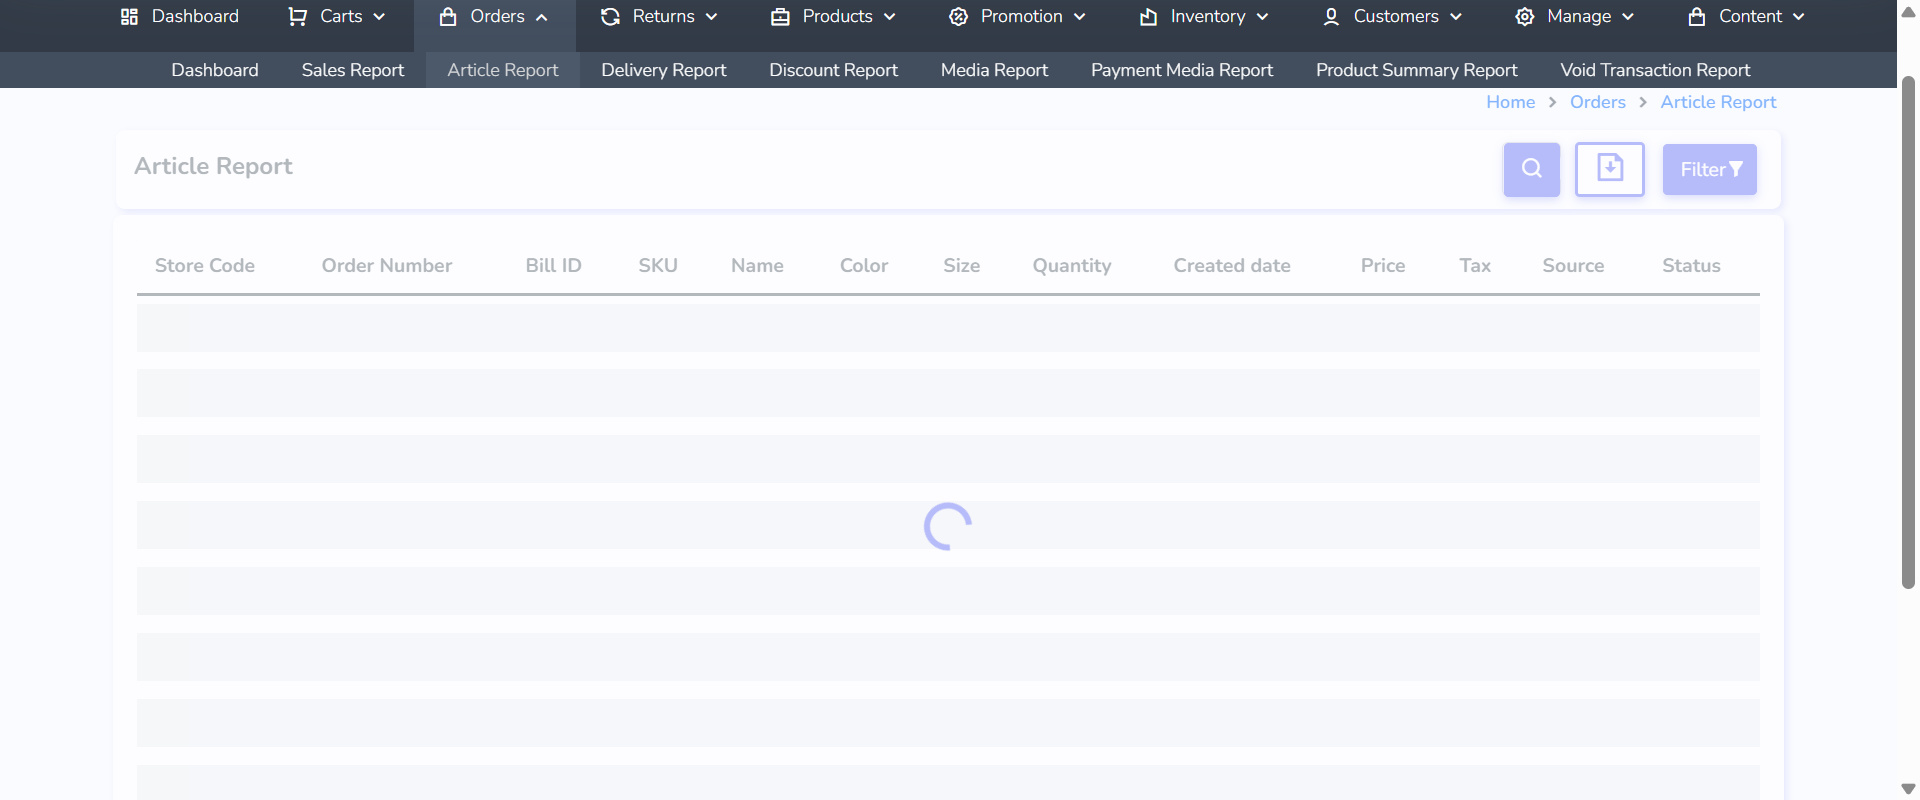 Dashboard Carts Orders Returns Products Promotion Inventory Customers Manage Content
Dashboard Sales Report Article Report Delivery Report Discount Report Media Report Payment Media Report Product Summary Report Void Transaction Report
Home > Orders > Article Report
Article Report Filter
Store Code Order Number Bill ID SKU Name Color Size Quantity Created date Price Tax Source Status